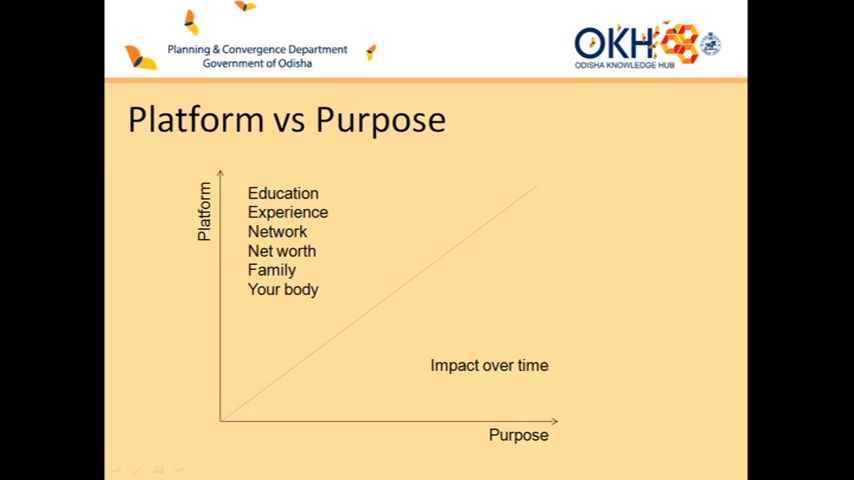 Planning & Convergence Department
Government of Odisha
OKH
ODISHA KNOWLEDGE HUB
Platform vs Purpose
Platform
Education
Experience
Network
Net worth
Family
Your body
Impact over time
Purpose